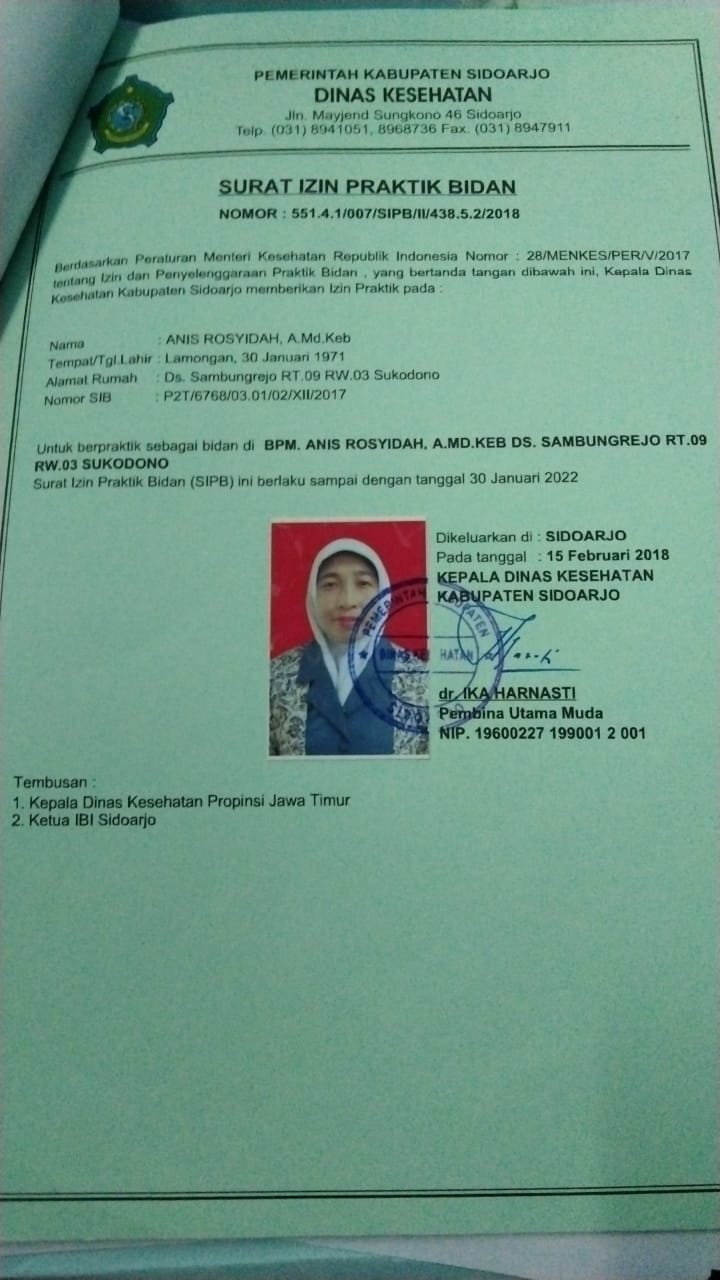 PEMERINTAH KABUPATEN SIDOARJO
DINAS KESEHATAN
Jln. Mayjend Sungkono 46 Sidoarjo
Telp. (031) 8941051, 8968736 Fax. (031) 8947911
SURAT IZIN PRAKTIK BIDAN
NOMOR : 551.4.1/007/SIPB/II/438.5.2/2018
Berdasarkan Peraturan Menteri Kesehatan Republik Indonesia Nomor : 28/MENKES/PER/V/2017
tentang Izin dan Penyelenggaraan Praktik Bidan , yang bertanda tangan dibawah ini, Kepala Dinas
Kesehatan Kabupaten Sidoarjo memberikan Izin Praktik pada :
Nama : ANIS ROSYIDAH, A.Md.Keb
Tempat/Tgl.Lahir : Lamongan, 30 Januari 1971
Alamat Rumah : Ds. Sambungrejo RT.09 RW.03 Sukodono
Nomor SIB : P2T/6768/03.01/02/XII/2017
Untuk berpraktik sebagai bidan di BPM. ANIS ROSYIDAH, A.MD.KEB DS. SAMBUNGREJO RT.09
RW.03 SUKODONO
Surat Izin Praktik Bidan (SIPB) ini berlaku sampai dengan tanggal 30 Januari 2022
Dikeluarkan di : SIDOARJO
Pada tanggal : 15 Februari 2018
KEPALA DINAS KESEHATAN
KABUPATEN SIDOARJO
PEMERINTAH KABUPATEN
DINAS KESEHATAN
SIDOARJO
dr. IKA HARNASTI
Pembina Utama Muda
NIP. 19600227 199001 2 001
Tembusan :
1. Kepala Dinas Kesehatan Propinsi Jawa Timur
2. Ketua IBI Sidoarjo